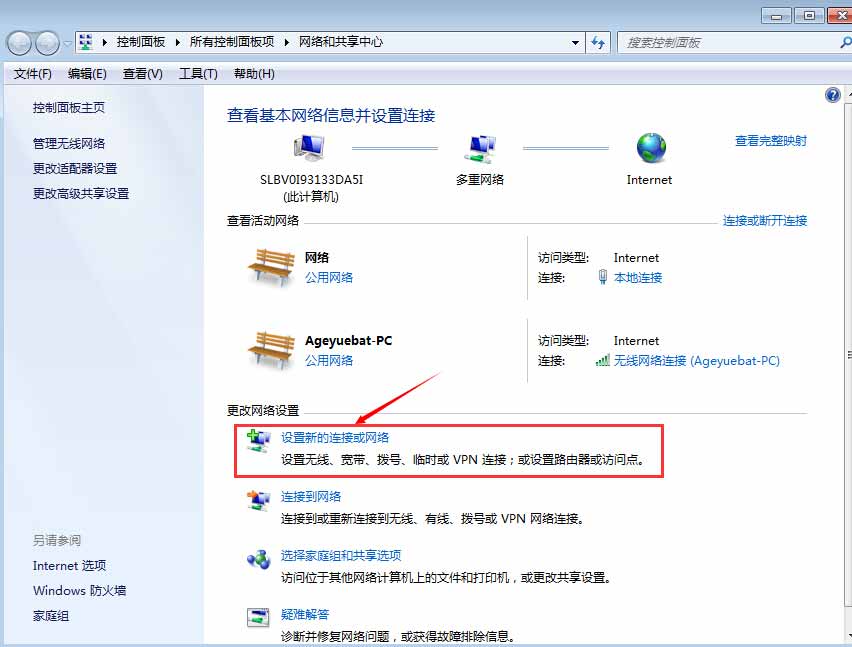 控制面板 所有控制面板项 网络和共享中心 搜索控制面板
文件(F) 编辑(E) 查看(V) 工具(T) 帮助(H)
控制面板主页
管理无线网络
更改适配器设置
更改高级共享设置
另请参阅
Internet 选项
Windows 防火墙
家庭组
查看基本网络信息并设置连接
查看完整映射
SLBV0I93133DA5I 多重网络 Internet
(此计算机)
查看活动网络 连接或断开连接
网络
公用网络
访问类型: Internet
连接: 本地连接
Ageyuebat-PC
公用网络
访问类型: Internet
连接: 无线网络连接 (Ageyuebat-PC)
更改网络设置
设置新的连接或网络
设置无线、宽带、拨号、临时或 VPN 连接；或设置路由器或访问点。
连接到网络
连接到或重新连接到无线、有线、拨号或 VPN 网络连接。
选择家庭组和共享选项
访问位于其他网络计算机上的文件和打印机，或更改共享设置。
疑难解答
诊断并修复网络问题，或获得故障排除信息。